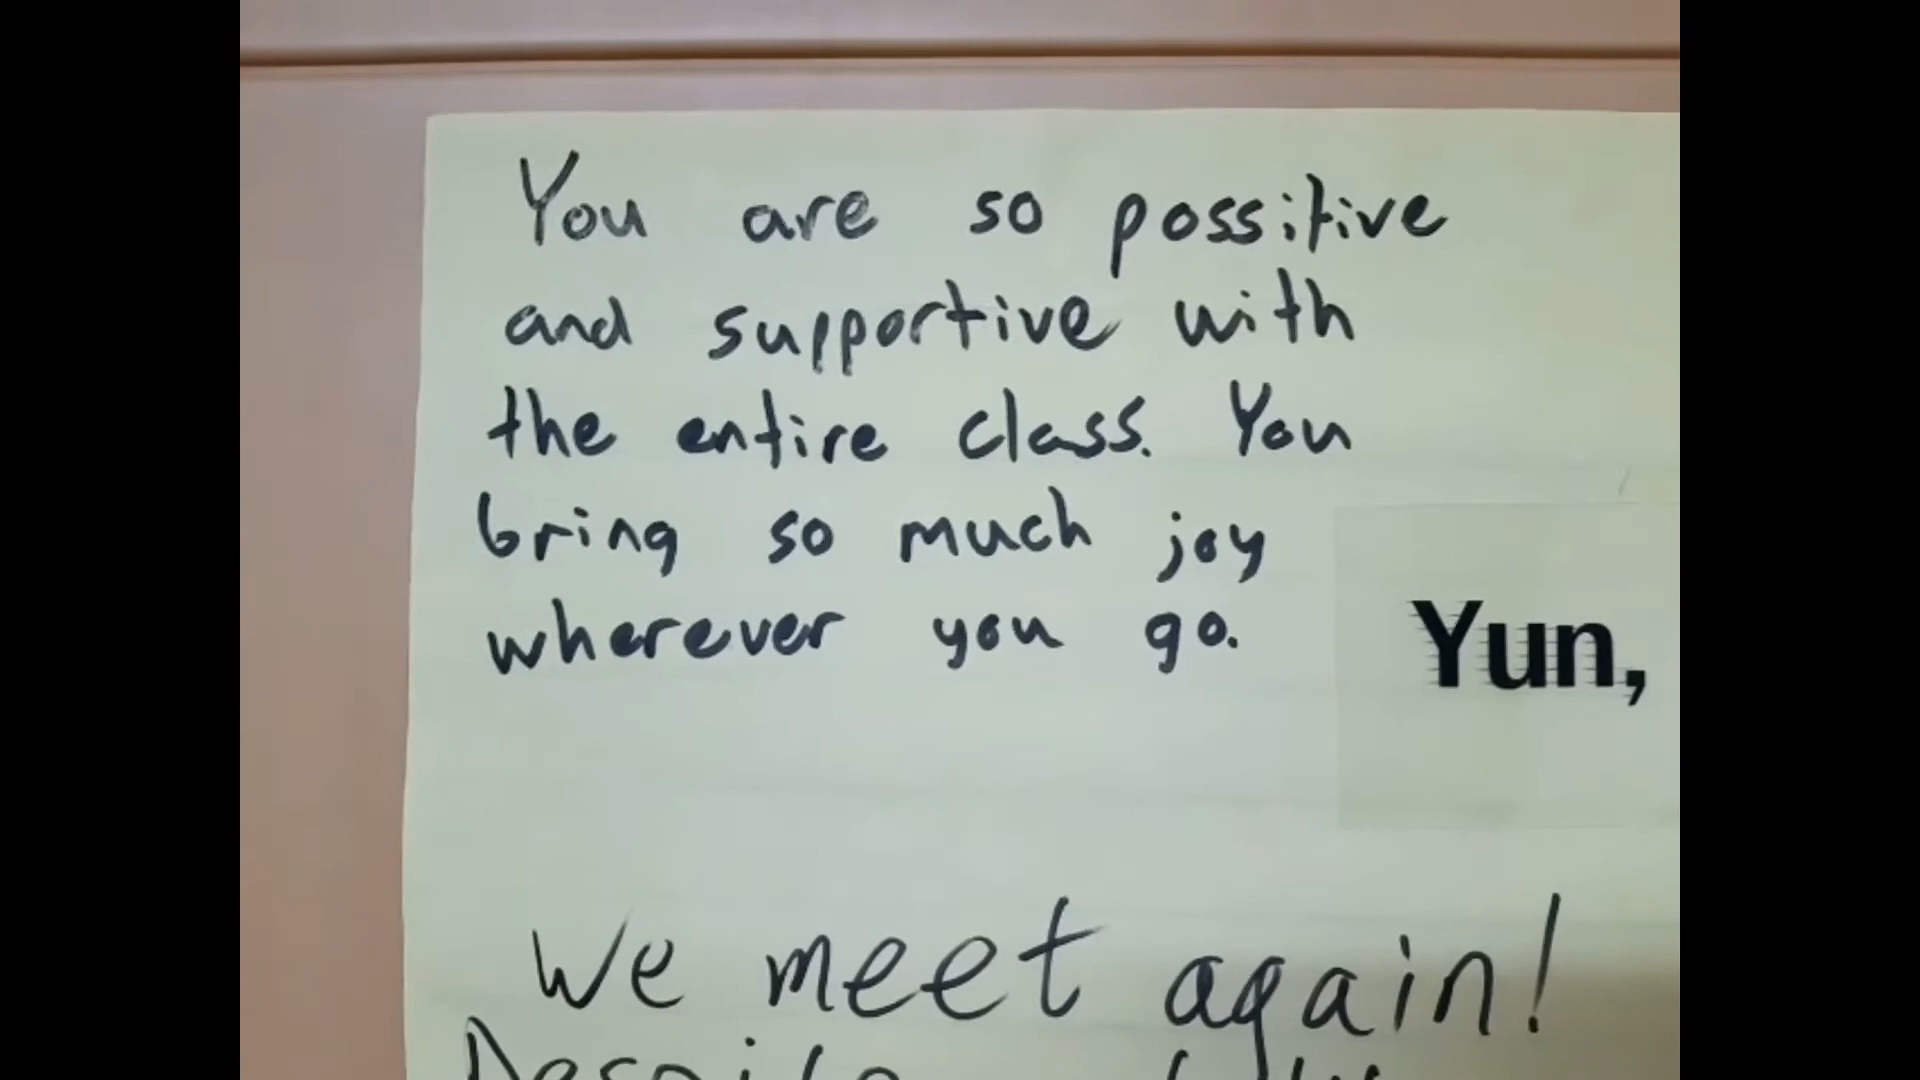 You are so possitive
and supportive with
the entire class. You
bring so much joy
wherever you go.
Yun,
We meet again!
Despite